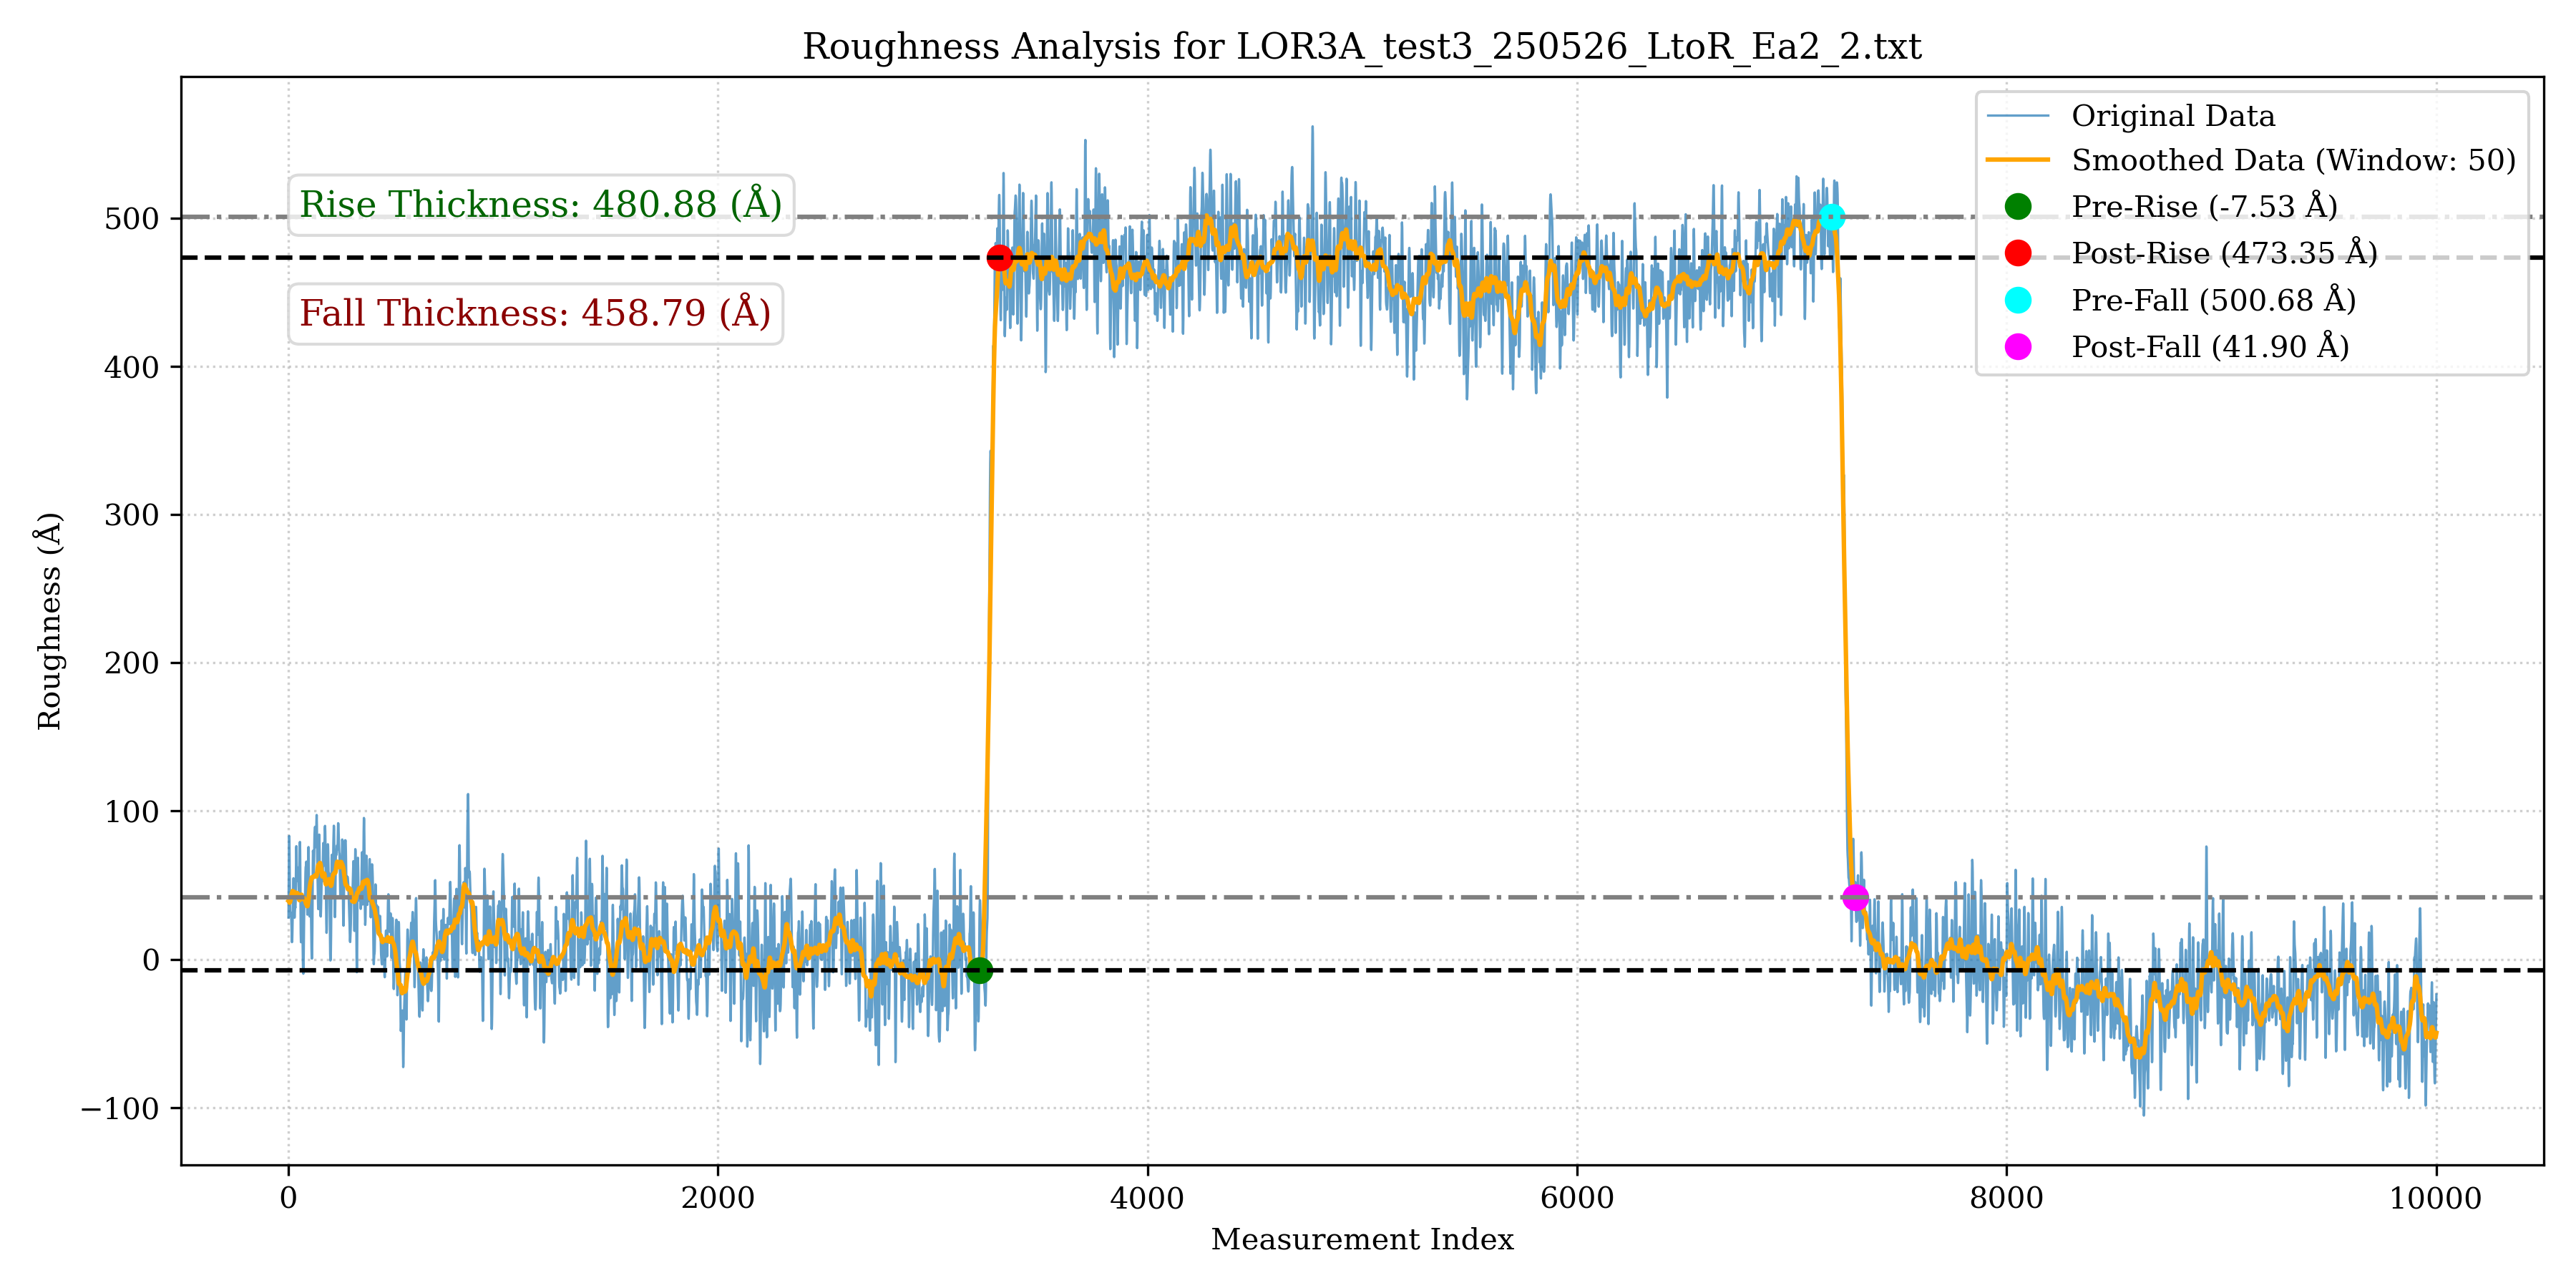 Roughness Analysis for LOR3A_test3_250526_LtoR_Ea2_2.txt
Original Data
Smoothed Data (Window: 50)
Pre-Rise (-7.53 Å)
Post-Rise (473.35 Å)
Pre-Fall (500.68 Å)
Post-Fall (41.90 Å)
Rise Thickness: 480.88 (Å)
Fall Thickness: 458.79 (Å)
Roughness (Å)
500
400
300
200
100
0
−100
0 2000 4000 6000 8000 10000
Measurement Index